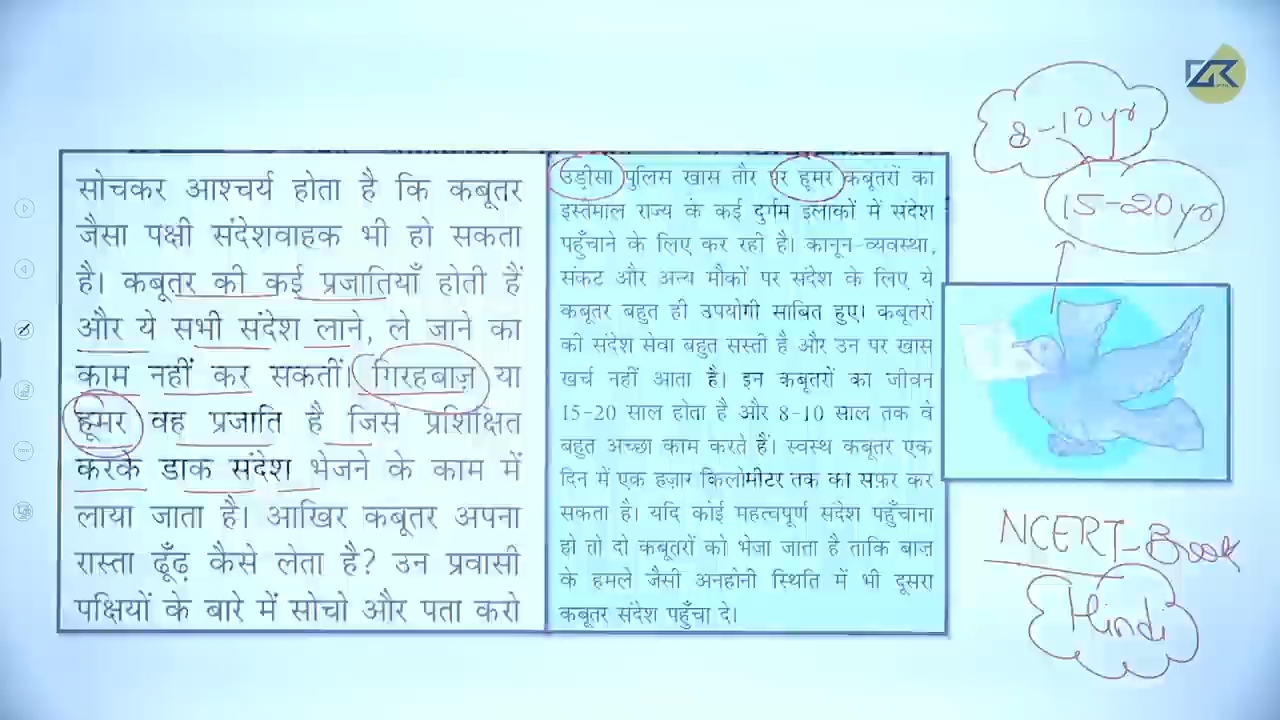 सोचकर आश्चर्य होता है कि कबूतर
जैसा पक्षी संदेशवाहक भी हो सकता
है। कबूतर की कई प्रजातियाँ होती हैं
और ये सभी संदेश लाने, ले जाने का
काम नहीं कर सकतीं। गिरहबाज़ या
हूमर वह प्रजाति है जिसे प्रशिक्षित
करके डाक संदेश भेजने के काम में
लाया जाता है। आखिर कबूतर अपना
रास्ता ढूँढ़ कैसे लेता है? उन प्रवासी
पक्षियों के बारे में सोचो और पता करो
उड़ीसा पुलिस खास तौर पर हूमर कबूतरों का
इस्तेमाल राज्य के कई दुर्गम इलाकों में संदेश
पहुँचाने के लिए कर रही है। कानून-व्यवस्था,
संकट और अन्य मौकों पर संदेश के लिए ये
कबूतर बहुत ही उपयोगी साबित हुए। कबूतरों
की संदेश सेवा बहुत सस्ती है और उन पर खास
खर्च नहीं आता है। इन कबूतरों का जीवन
15-20 साल होता है और 8-10 साल तक वे
बहुत अच्छा काम करते हैं। स्वस्थ कबूतर एक
दिन में एक हज़ार किलोमीटर तक का सफ़र कर
सकता है। यदि कोई महत्वपूर्ण संदेश पहुँचाना
हो तो दो कबूतरों को भेजा जाता है ताकि बाज
के हमले जैसी अनहोनी स्थिति में भी दूसरा
कबूतर संदेश पहुँचा दे।
8-10yr
15-20yr
NCERT-Book
Hindi